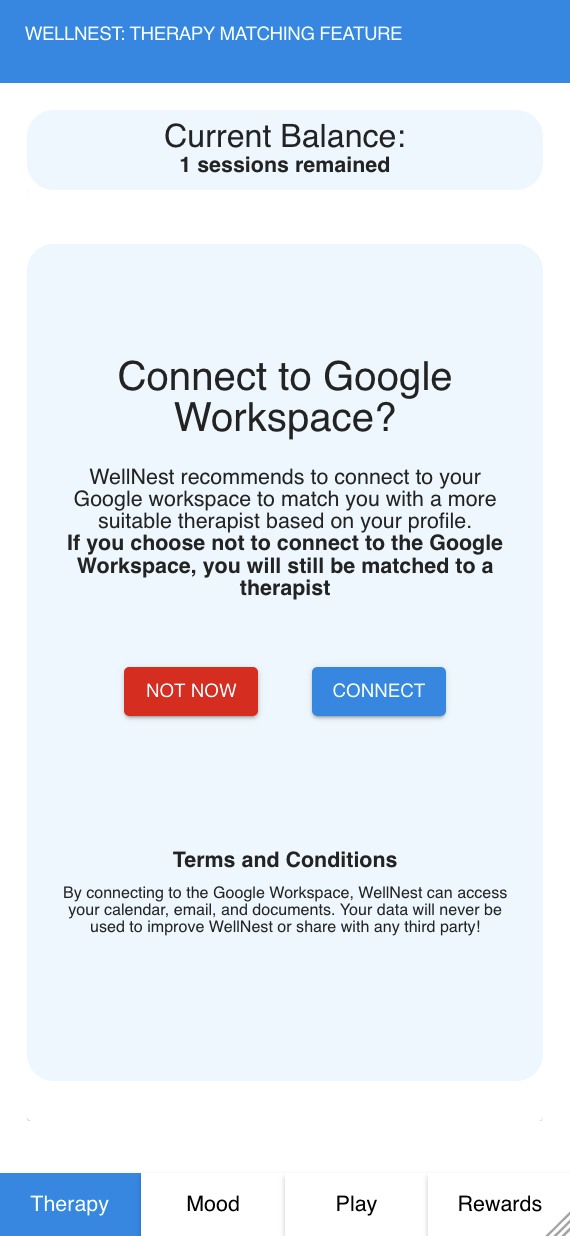 WELLNEST: THERAPY MATCHING FEATURE
Current Balance:
1 sessions remained
Connect to Google
Workspace?
WellNest recommends to connect to your
Google workspace to match you with a more
suitable therapist based on your profile.
If you choose not to connect to the Google
Workspace, you will still be matched to a
therapist
NOT NOW
CONNECT
Terms and Conditions
By connecting to the Google Workspace, WellNest can access
your calendar, email, and documents. Your data will never be
used to improve WellNest or share with any third party!
Therapy
Mood
Play
Rewards